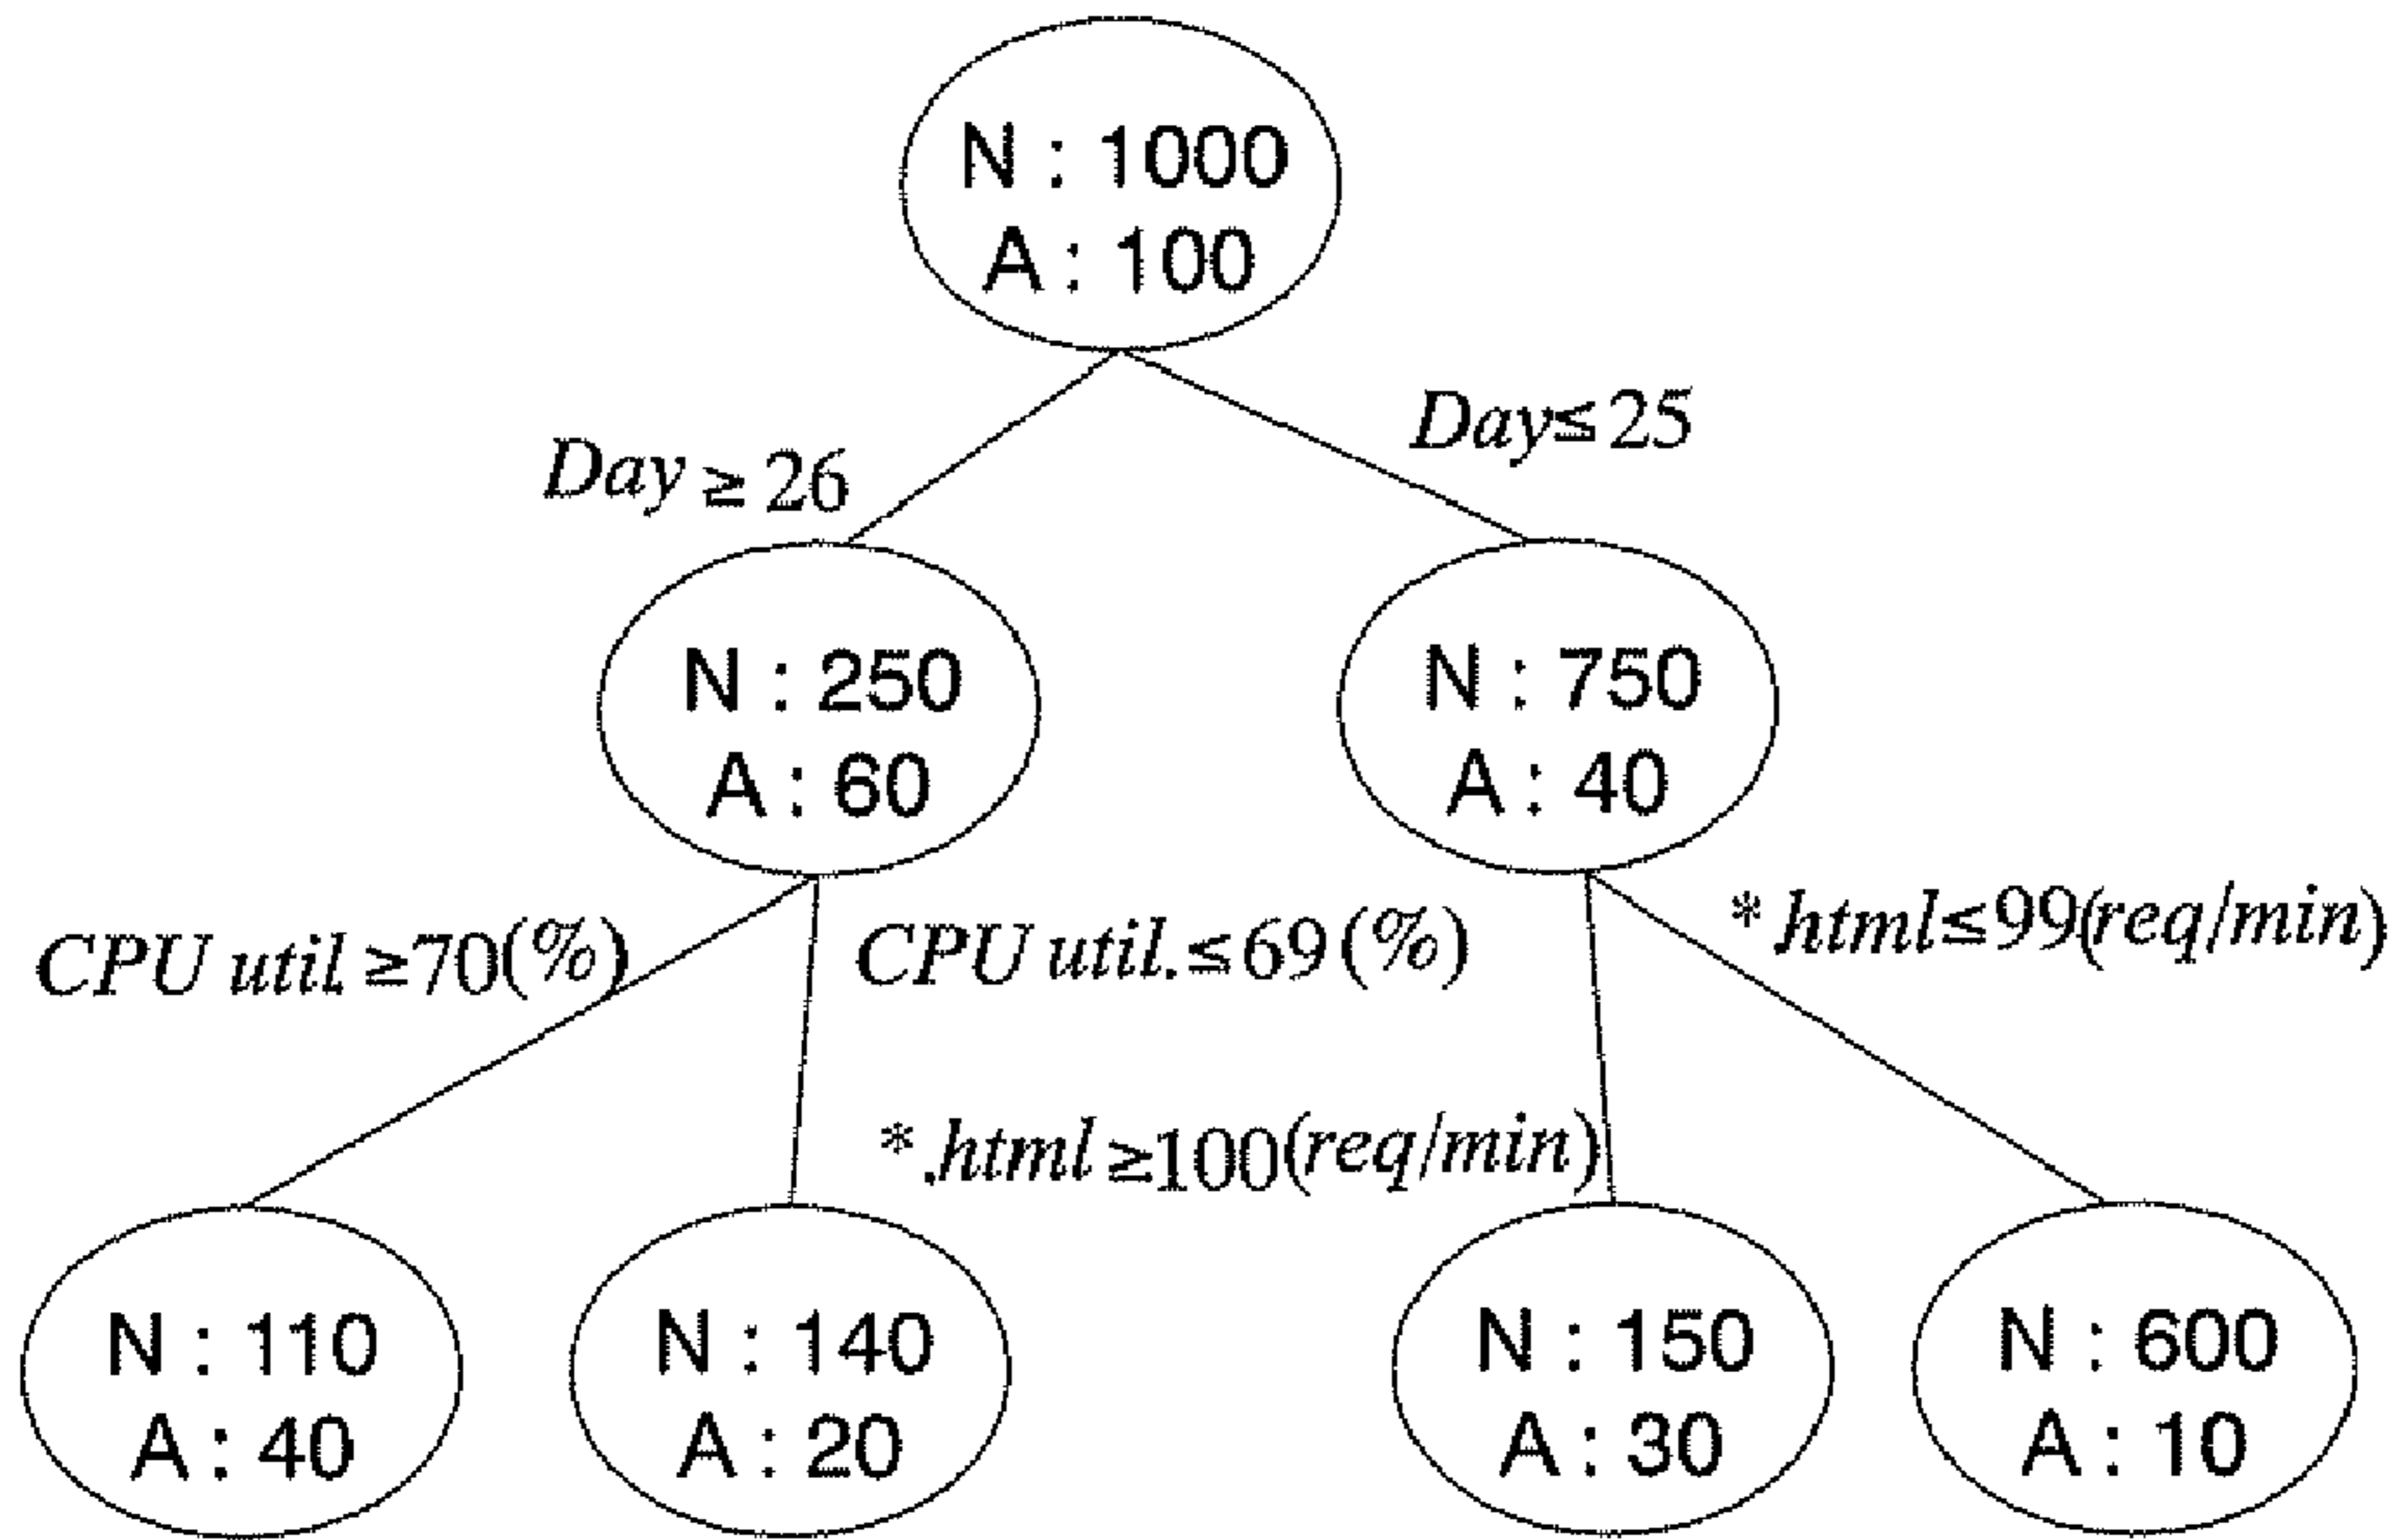 N : 1000
A : 100
Day ≥ 26
Day ≤ 25
N : 250
A : 60
N : 750
A : 40
CPU util ≥70(%)
CPU util. ≤69(%)
*.html≤99(req/min)
*.html ≥100(req/min)
N : 110
A : 40
N : 140
A : 20
N : 150
A : 30
N : 600
A : 10